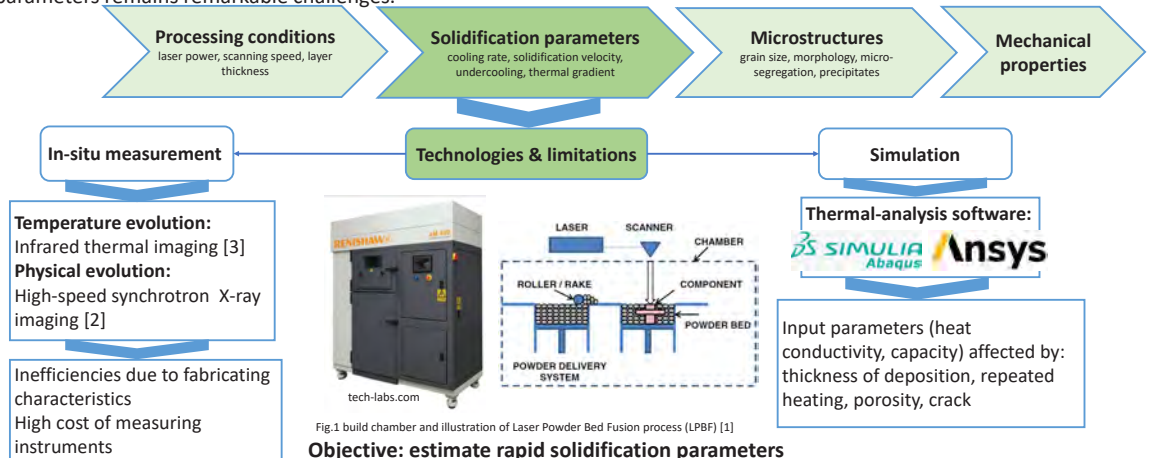 parameters remains remarkable challenges.
Processing conditions
laser power, scanning speed, layer
thickness
Solidification parameters
cooling rate, solidification velocity,
undercooling, thermal gradient
Microstructures
grain size, morphology, micro-
segregation, precipitates
Mechanical
properties
In-situ measurement
Technologies & limitations
Simulation
Temperature evolution:
Infrared thermal imaging [3]
Physical evolution:
High-speed synchrotron X-ray
imaging [2]
Inefficiencies due to fabricating
characteristics
High cost of measuring
instruments
RENISHAW
tech-labs.com
LASER
SCANNER
CHAMBER
ROLLER / RAKE
COMPONENT
POWDER BED
POWDER DELIVERY
SYSTEM
Fig.1 build chamber and illustration of Laser Powder Bed Fusion process (LPBF) [1]
Objective: estimate rapid solidification parameters
Thermal-analysis software:
SIMULIA
Abaqus
Ansys
Input parameters (heat
conductivity, capacity) affected by:
thickness of deposition, repeated
heating, porosity, crack